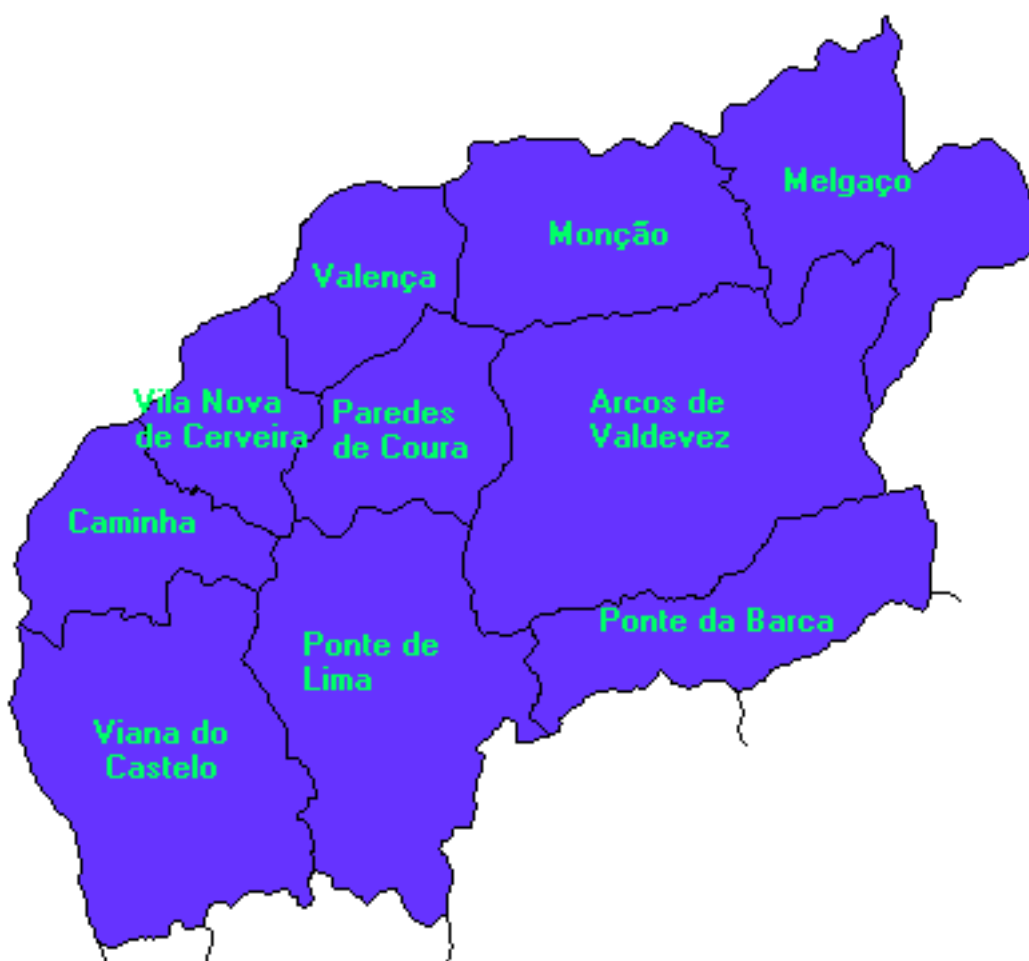 Melgaço
Monção
Valença
Vila Nova
de Cerveira
Paredes
de Coura
Arcos de
Valdevez
Caminha
Ponte da Barca
Ponte de
Lima
Viana do
Castelo